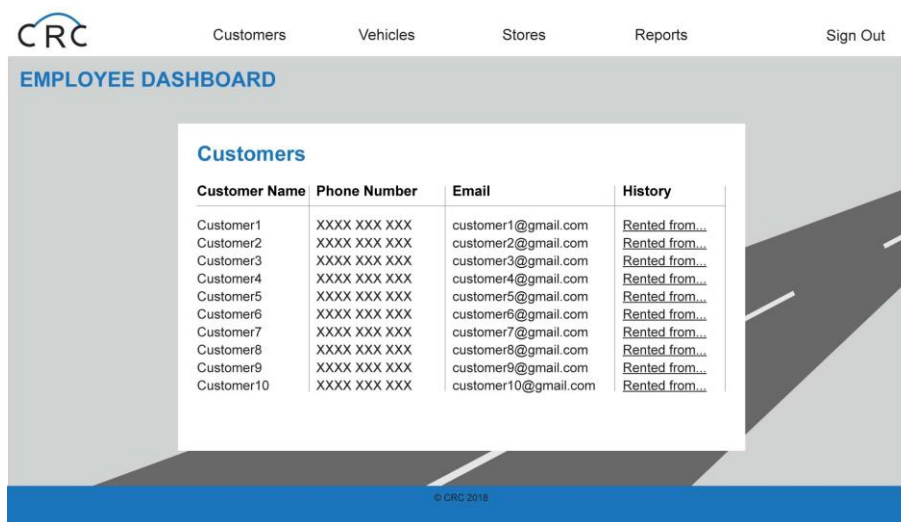 CRC Customers Vehicles Stores Reports Sign Out
EMPLOYEE DASHBOARD
Customers
Customer Name Phone Number Email History
Customer1 XXXX XXX XXX customer1@gmail.com Rented from...
Customer2 XXXX XXX XXX customer2@gmail.com Rented from...
Customer3 XXXX XXX XXX customer3@gmail.com Rented from...
Customer4 XXXX XXX XXX customer4@gmail.com Rented from...
Customer5 XXXX XXX XXX customer5@gmail.com Rented from...
Customer6 XXXX XXX XXX customer6@gmail.com Rented from...
Customer7 XXXX XXX XXX customer7@gmail.com Rented from...
Customer8 XXXX XXX XXX customer8@gmail.com Rented from...
Customer9 XXXX XXX XXX customer9@gmail.com Rented from...
Customer10 XXXX XXX XXX customer10@gmail.com Rented from...
© CRC 2018